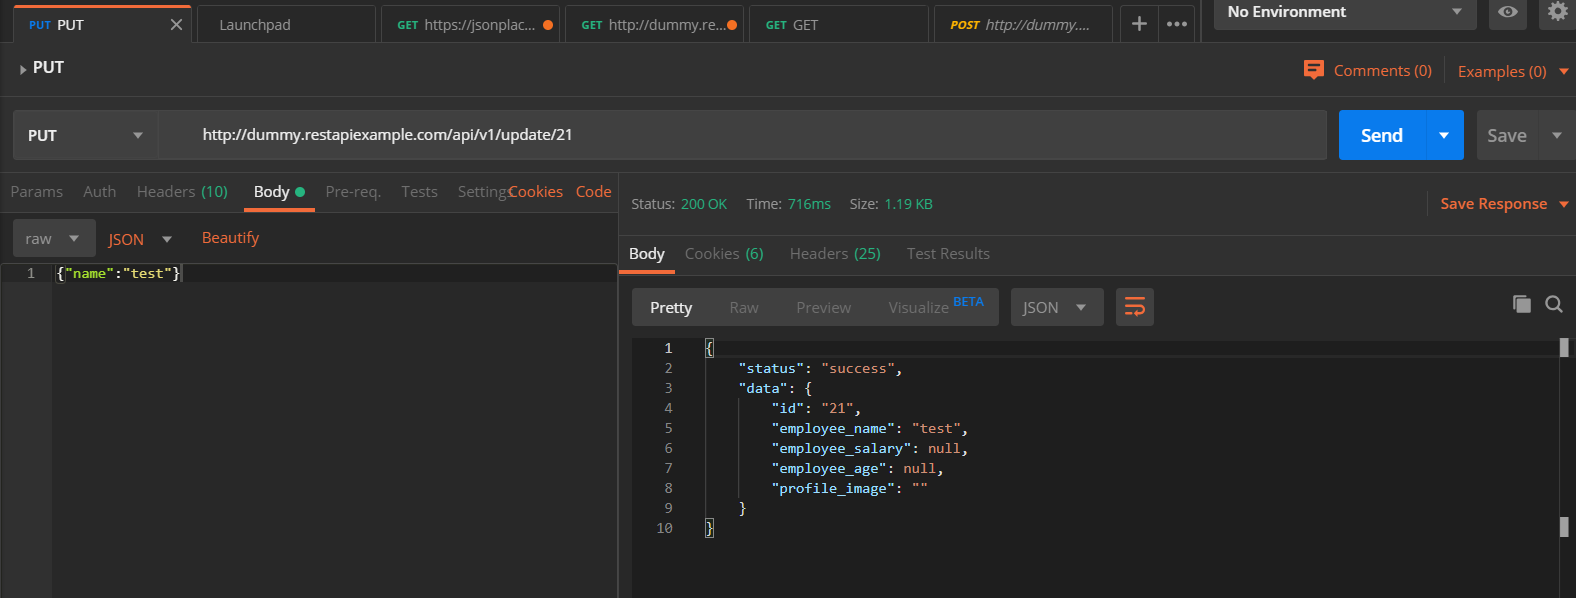 PUT PUT
Launchpad
GET https://jsonplac...
GET http://dummy.re...
GET GET
POST http://dummy....
No Environment
PUT
Comments (0)
Examples (0)
PUT
http://dummy.restapiexample.com/api/v1/update/21
Send
Save
Params Auth Headers (10) Body Pre-req. Tests Settings Cookies Code
Status: 200 OK Time: 716ms Size: 1.19 KB
Save Response
raw JSON Beautify
1 {"name":"test"}
Body Cookies (6) Headers (25) Test Results
Pretty Raw Preview Visualize BETA JSON
1 {
2 "status": "success",
3 "data": {
4 "id": "21",
5 "employee_name": "test",
6 "employee_salary": null,
7 "employee_age": null,
8 "profile_image": ""
9 }
10 }